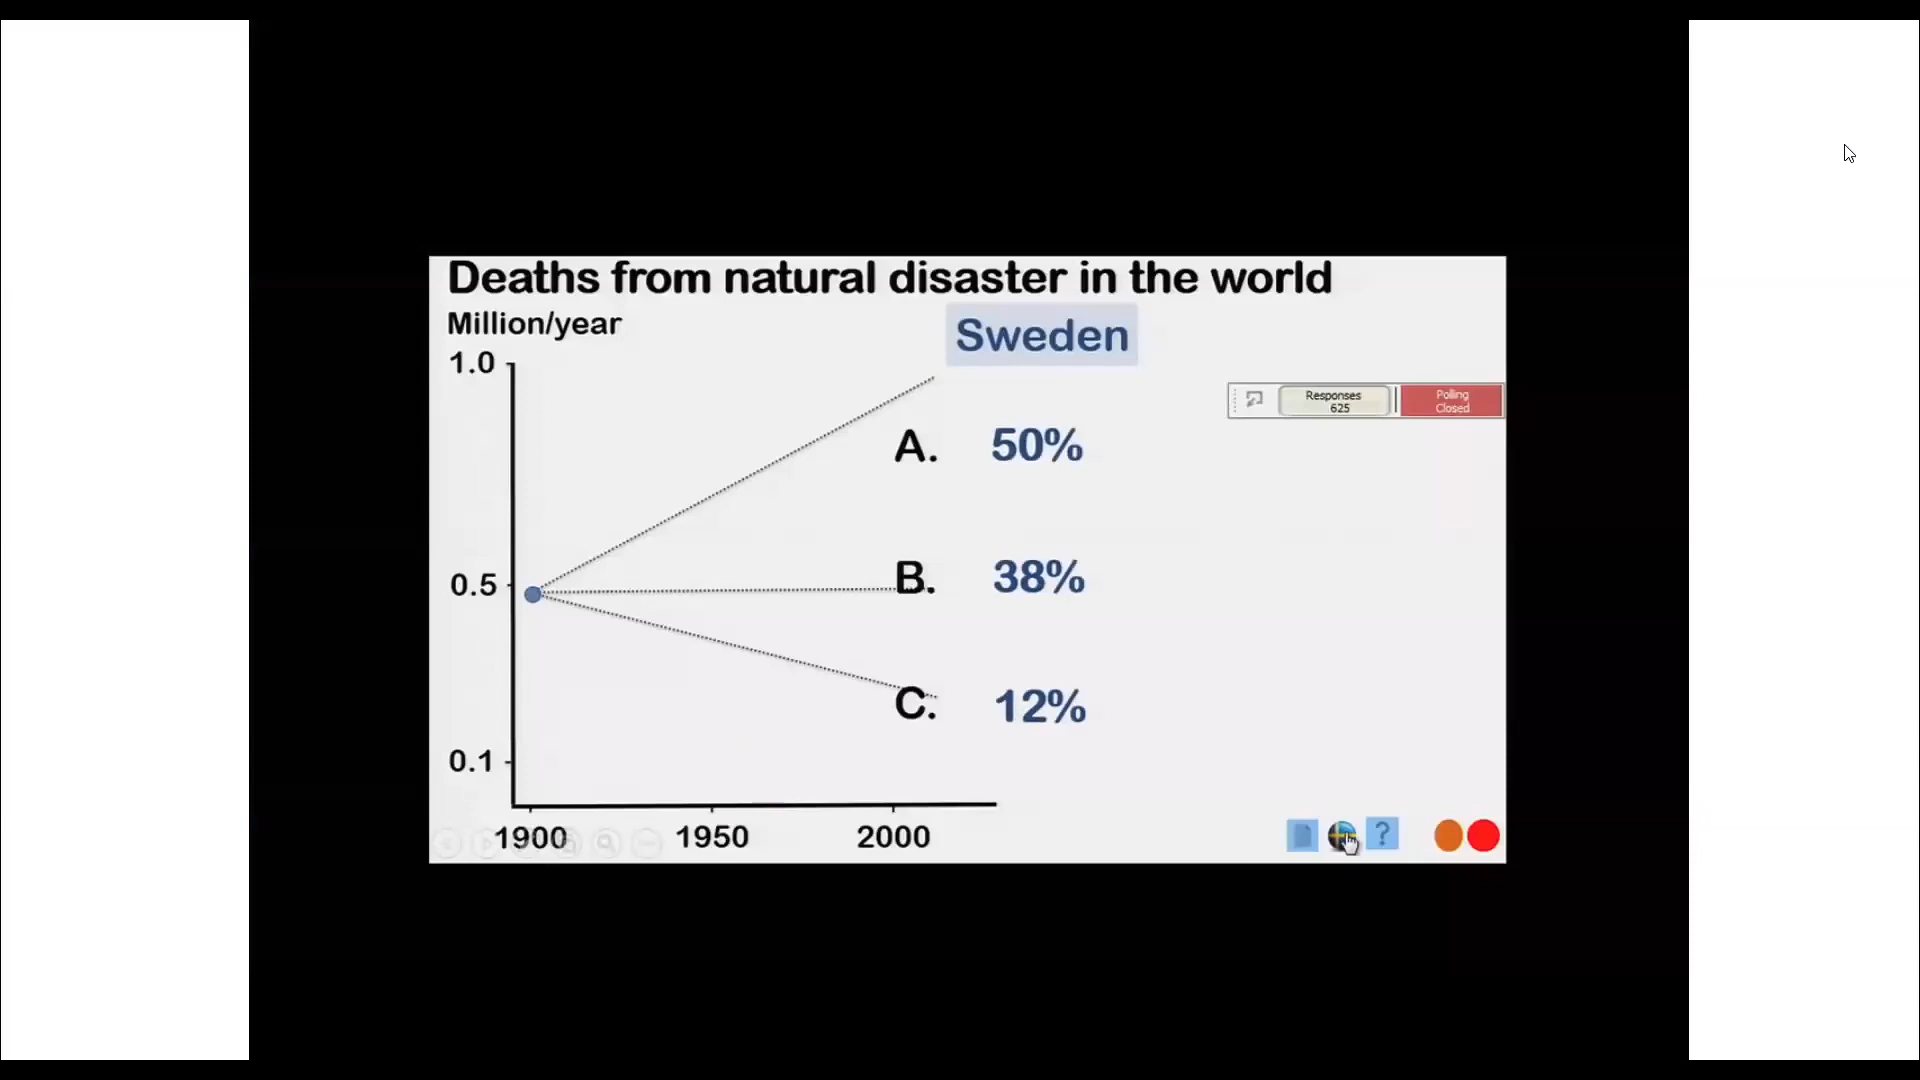 Deaths from natural disaster in the world
Million/year
Sweden
1.0
Responses
625
Polling
Closed
A. 50%
0.5
B. 38%
C. 12%
0.1
1900 1950 2000
?